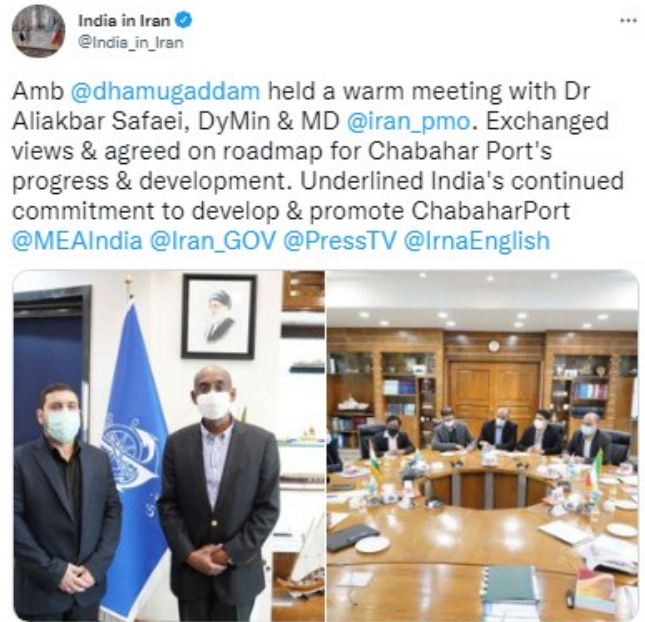 India in Iran
@India_in_Iran
Amb @dhamugaddam held a warm meeting with Dr
Aliakbar Safaei, DyMin & MD @iran_pmo. Exchanged
views & agreed on roadmap for Chabahar Port's
progress & development. Underlined India's continued
commitment to develop & promote ChabaharPort
@MEAIndia @Iran_GOV @PressTV @IrnaEnglish